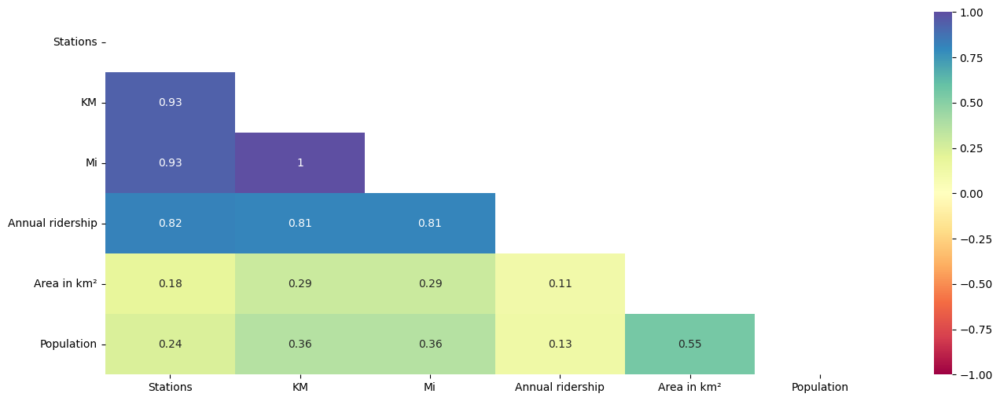 Stations
KM 0.93
Mi 0.93 1
Annual ridership 0.82 0.81 0.81
Area in km² 0.18 0.29 0.29 0.11
Population 0.24 0.36 0.36 0.13 0.55
Stations KM Mi Annual ridership Area in km² Population
1.00
0.75
0.50
0.25
0.00
−0.25
−0.50
−0.75
−1.00